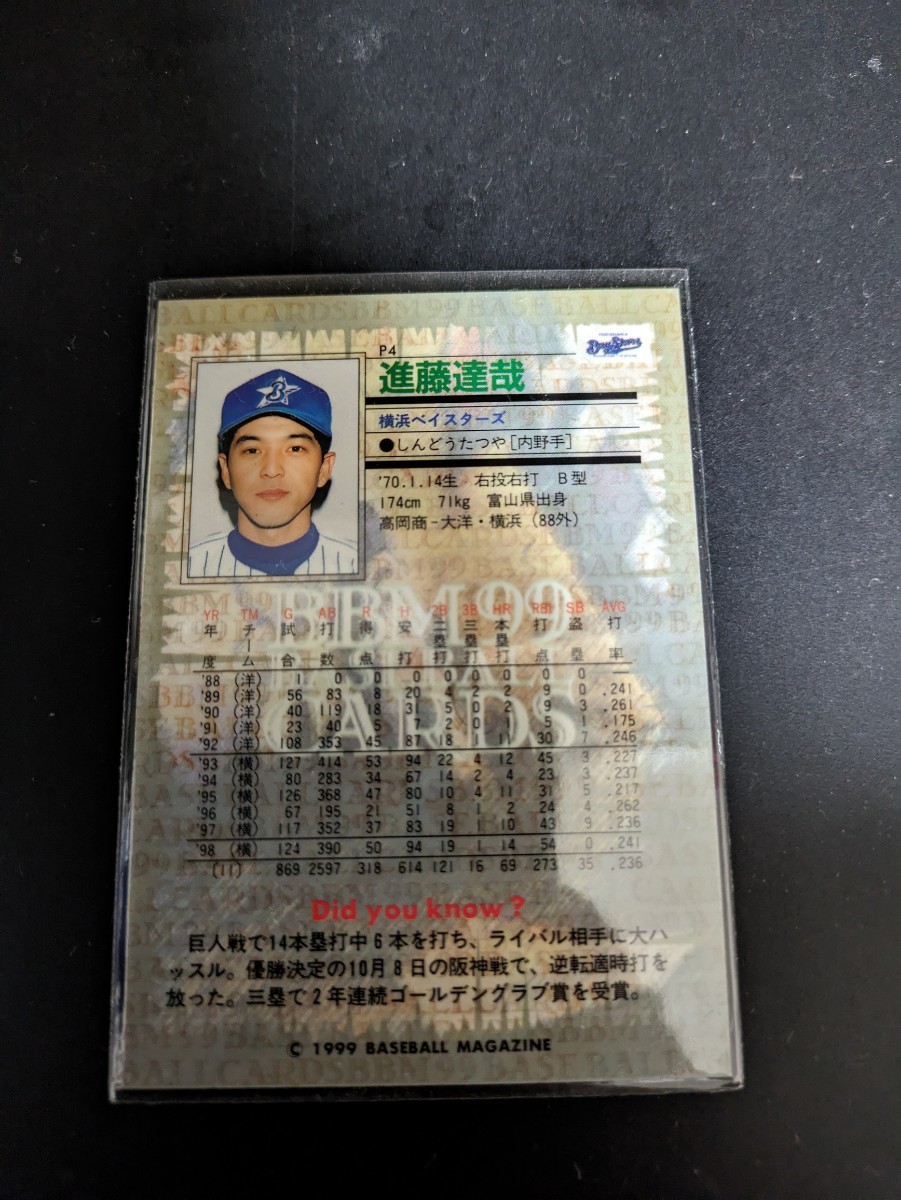 P4
進藤達哉
横浜ベイスターズ
●しんどうたつや[内野手]
'70.1.14生 右投右打 B型
174cm 71kg 富山県出身
高岡商-大洋・横浜(88外)
BBM99
BASEBALL
CARDS
YR TM G AB R H 2B 3B HR RBI SB AVG
年度 チーム 試合 打数 得点 安打 二塁打 三塁打 本塁打 打点 盗塁 打率
'88 (洋) 1 0 0 0 0 0 0 0 0
'89 (洋) 56 83 8 20 4 2 2 9 0 .241
'90 (洋) 40 119 18 31 5 0 2 9 3 .261
'91 (洋) 23 40 5 7 2 0 1 5 1 .175
'92 (洋) 108 353 45 87 18 1 11 30 7 .246
'93 (横) 127 414 53 94 22 4 12 45 3 .227
'94 (横) 80 283 34 67 14 2 4 23 3 .237
'95 (横) 126 368 47 80 10 4 11 31 5 .217
'96 (横) 67 195 21 51 8 1 2 24 4 .262
'97 (横) 117 352 37 83 19 1 10 43 9 .236
'98 (横) 124 390 50 94 19 1 14 54 0 .241
(11) 869 2597 318 614 121 16 69 273 35 .236
Did you know?
巨人戦で14本塁打中6本を打ち、ライバル相手に大ハ
ッスル。優勝決定の10月8日の阪神戦で、逆転適時打を
放った。三塁で2年連続ゴールデングラブ賞を受賞。
© 1999 BASEBALL MAGAZINE